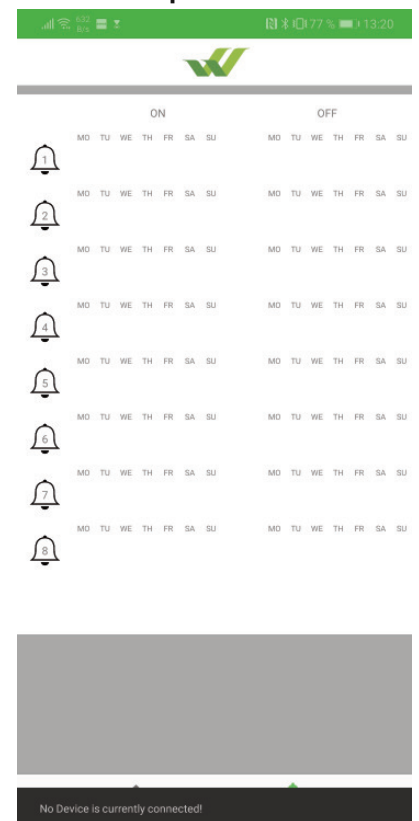 632
B/s
77 % 13:20
ON OFF
MO TU WE TH FR SA SU MO TU WE TH FR SA SU
1
MO TU WE TH FR SA SU MO TU WE TH FR SA SU
2
MO TU WE TH FR SA SU MO TU WE TH FR SA SU
3
MO TU WE TH FR SA SU MO TU WE TH FR SA SU
4
MO TU WE TH FR SA SU MO TU WE TH FR SA SU
5
MO TU WE TH FR SA SU MO TU WE TH FR SA SU
6
MO TU WE TH FR SA SU MO TU WE TH FR SA SU
7
MO TU WE TH FR SA SU MO TU WE TH FR SA SU
8
No Device is currently connected!